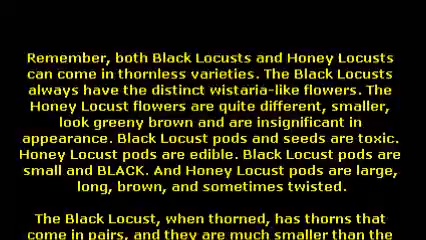 Remember, both Black Locusts and Honey Locusts
can come in thornless varieties. The Black Locusts
always have the distinct wistaria-like flowers. The
Honey Locust flowers are quite different, smaller,
look greeny brown and are insignificant in
appearance. Black Locust pods and seeds are toxic.
Honey Locust pods are edible. Black Locust pods are
small and BLACK. And Honey Locust pods are large,
long, brown, and sometimes twisted.
The Black Locust, when thorned, has thorns that
come in pairs, and they are much smaller than the